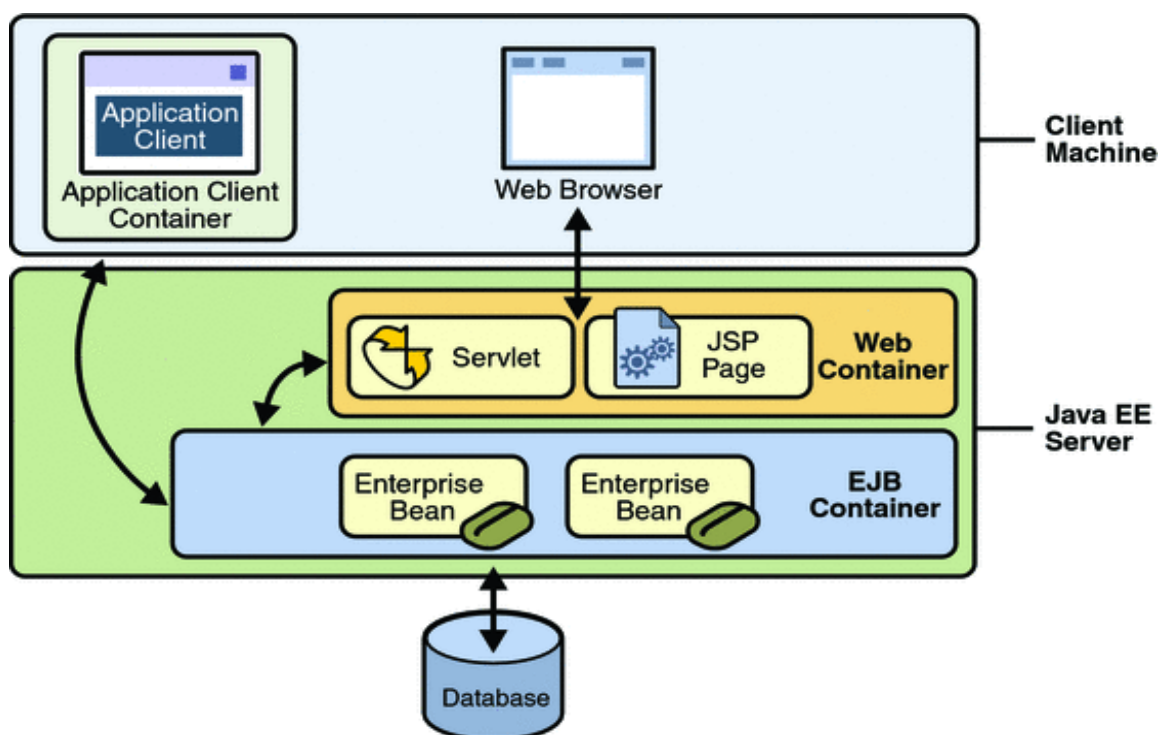 Application
Client
Application Client
Container
Web Browser
Client
Machine
Servlet
JSP
Page
Web
Container
Java EE
Server
Enterprise
Bean
Enterprise
Bean
EJB
Container
Database